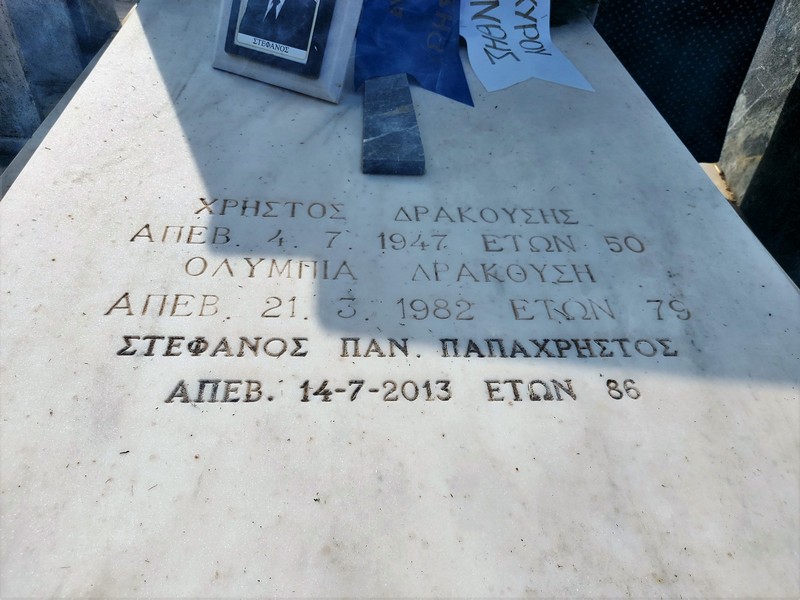 ΣΤΕΦΑΝΟΣ
ΧΡΗΣΤΟΣ ΔΡΑΚΟΥΣΗΣ
ΑΠΕΒ. 4. 7. 1947 ΕΤΩΝ 50
ΟΛΥΜΠΙΑ ΔΡΑΚΟΥΣΗ
ΑΠΕΒ. 21. 3. 1982 ΕΤΩΝ 79
ΣΤΕΦΑΝΟΣ ΠΑΝ. ΠΑΠΑΧΡΗΣΤΟΣ
ΑΠΕΒ. 14-7-2013 ΕΤΩΝ 86